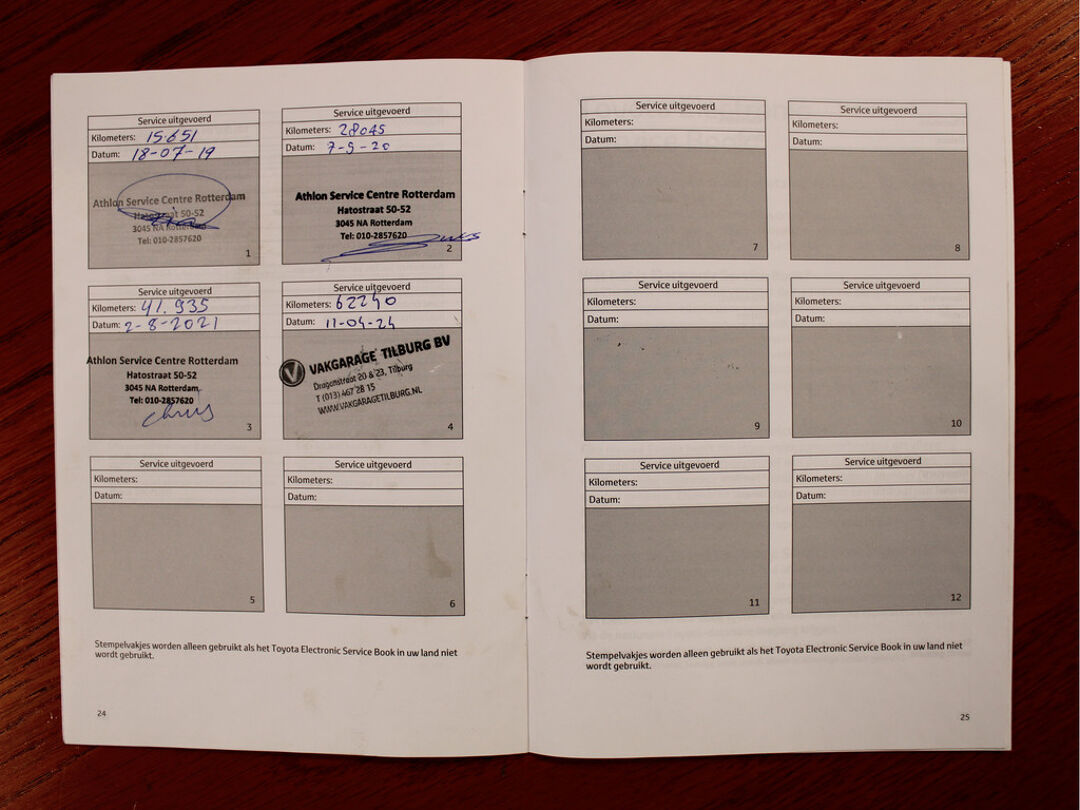 Service uitgevoerd
Kilometers: 15.651
Datum: 18-07-19
Athlon Service Centre Rotterdam
Hatostraat 50-52
3045 NA Rotterdam
Tel: 010-2857620
1
Service uitgevoerd
Kilometers: 28045
Datum: 7-9-20
Athlon Service Centre Rotterdam
Hatostraat 50-52
3045 NA Rotterdam
Tel: 010-2857620
2
Service uitgevoerd
Kilometers: 41.935
Datum: 2-8-2021
Athlon Service Centre Rotterdam
Hatostraat 50-52
3045 NA Rotterdam
Tel: 010-2857620
3
Service uitgevoerd
Kilometers: 62240
Datum: 11-04-24
VAKGARAGE TILBURG BV
Dragonstraat 20 & 23, Tilburg
T (013) 467 28 15
WWW.VAKGARAGETILBURG.NL
4
Service uitgevoerd
Kilometers:
Datum:
5
Service uitgevoerd
Kilometers:
Datum:
6
Stempelvakjes worden alleen gebruikt als het Toyota Electronic Service Book in uw land niet
wordt gebruikt.
24
Service uitgevoerd
Kilometers:
Datum:
7
Service uitgevoerd
Kilometers:
Datum:
8
Service uitgevoerd
Kilometers:
Datum:
9
Service uitgevoerd
Kilometers:
Datum:
10
Service uitgevoerd
Kilometers:
Datum:
11
Service uitgevoerd
Kilometers:
Datum:
12
Stempelvakjes worden alleen gebruikt als het Toyota Electronic Service Book in uw land niet
wordt gebruikt.
25